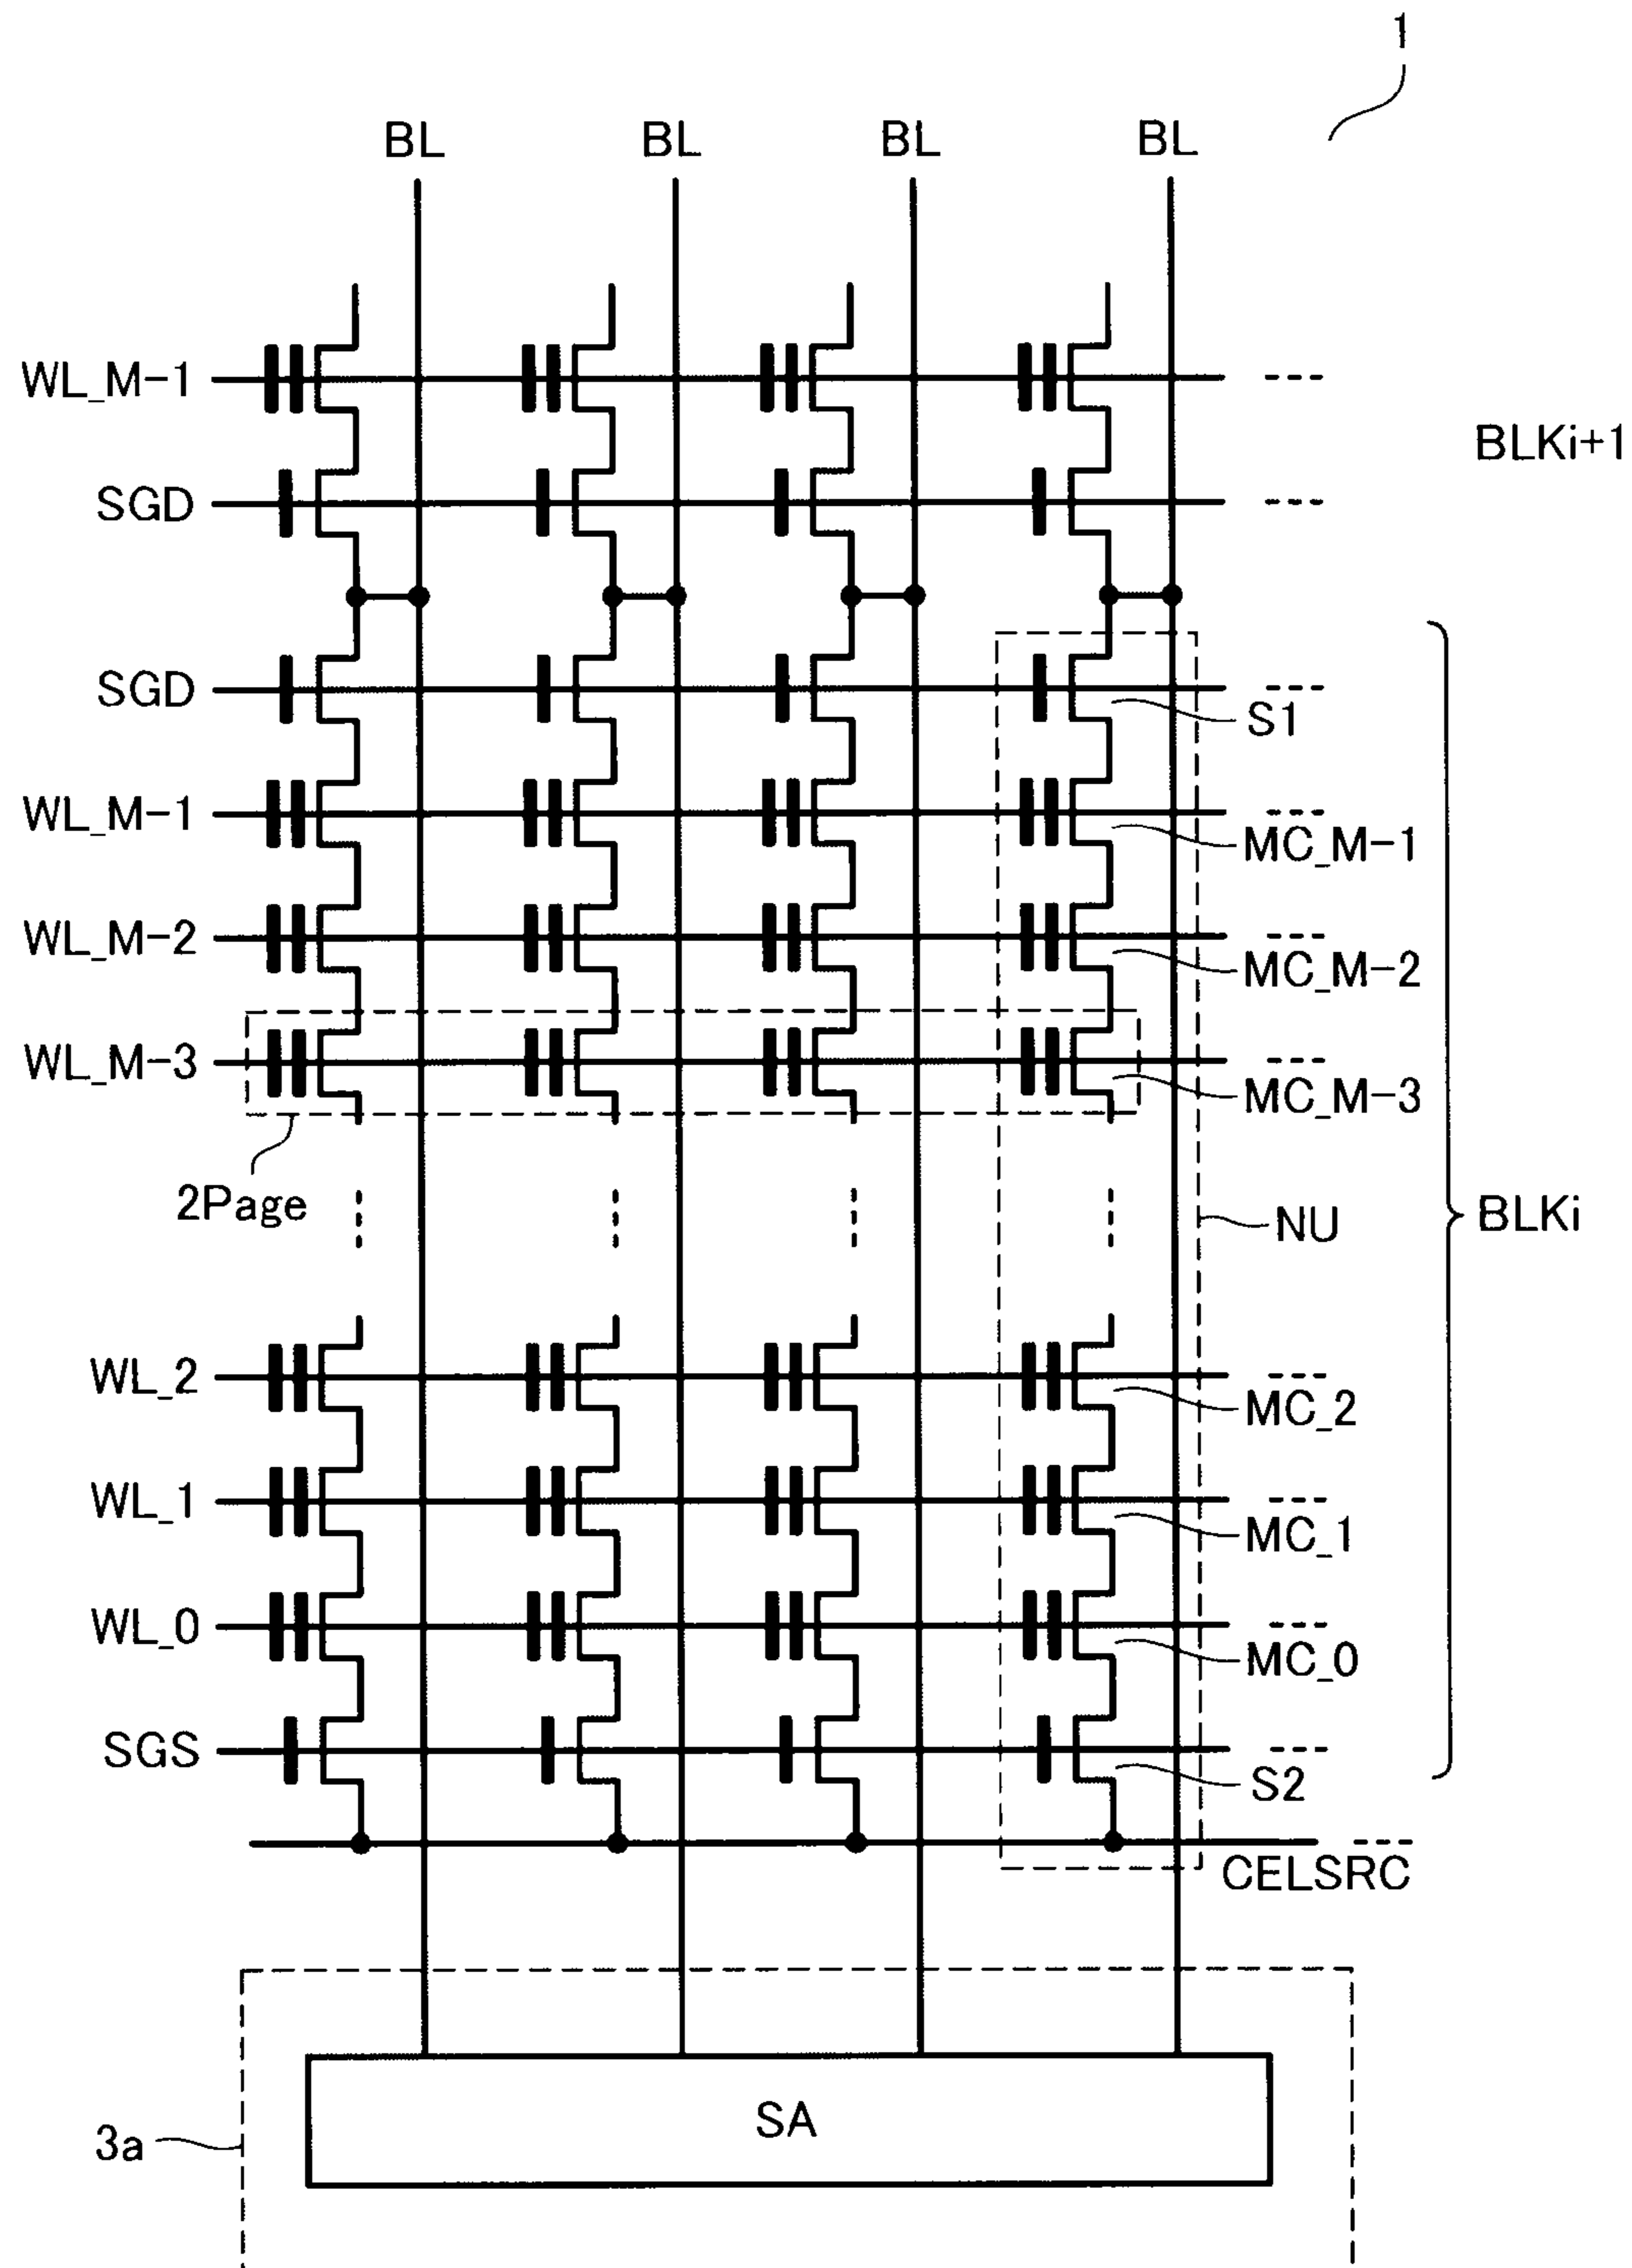 1
BL BL BL BL
WL_M-1
BLKi+1
SGD
SGD
S1
WL_M-1
MC_M-1
WL_M-2
MC_M-2
WL_M-3
MC_M-3
2Page
NU
BLKi
WL_2
MC_2
WL_1
MC_1
WL_0
MC_0
SGS
S2
CELSRC
SA
3a